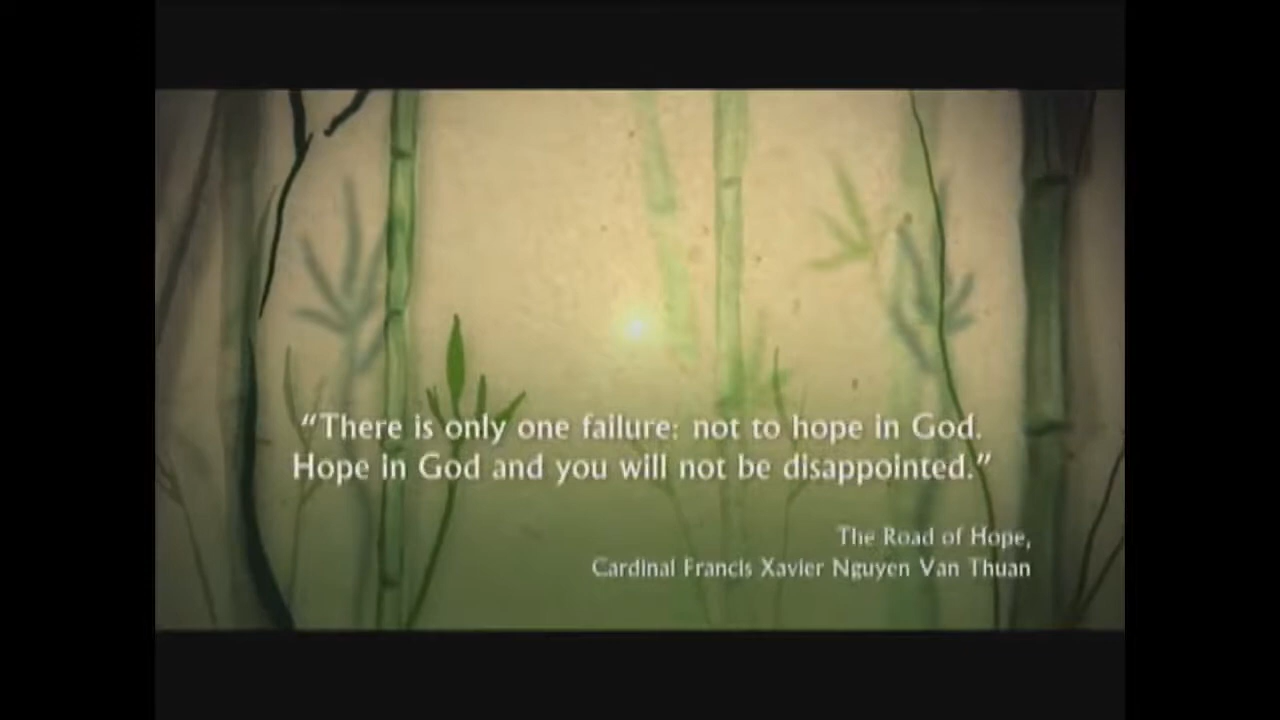 “There is only one failure: not to hope in God.
Hope in God and you will not be disappointed.”
The Road of Hope,
Cardinal Francis Xavier Nguyen Van Thuan